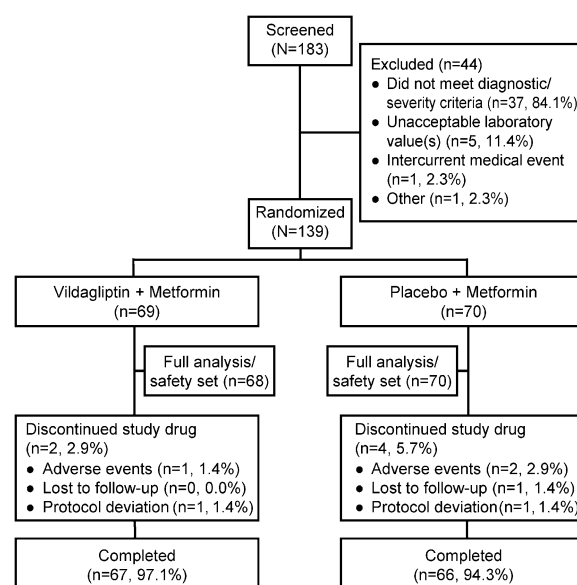 Screened
(N=183)
Excluded (n=44)
● Did not meet diagnostic/
severity criteria (n=37, 84.1%)
● Unacceptable laboratory
value(s) (n=5, 11.4%)
● Intercurrent medical event
(n=1, 2.3%)
● Other (n=1, 2.3%)
Randomized
(N=139)
Vildagliptin + Metformin
(n=69)
Placebo + Metformin
(n=70)
Full analysis/
safety set (n=68)
Full analysis/
safety set (n=70)
Discontinued study drug
(n=2, 2.9%)
● Adverse events (n=1, 1.4%)
● Lost to follow-up (n=0, 0.0%)
● Protocol deviation (n=1, 1.4%)
Discontinued study drug
(n=4, 5.7%)
● Adverse events (n=2, 2.9%)
● Lost to follow-up (n=1, 1.4%)
● Protocol deviation (n=1, 1.4%)
Completed
(n=67, 97.1%)
Completed
(n=66, 94.3%)